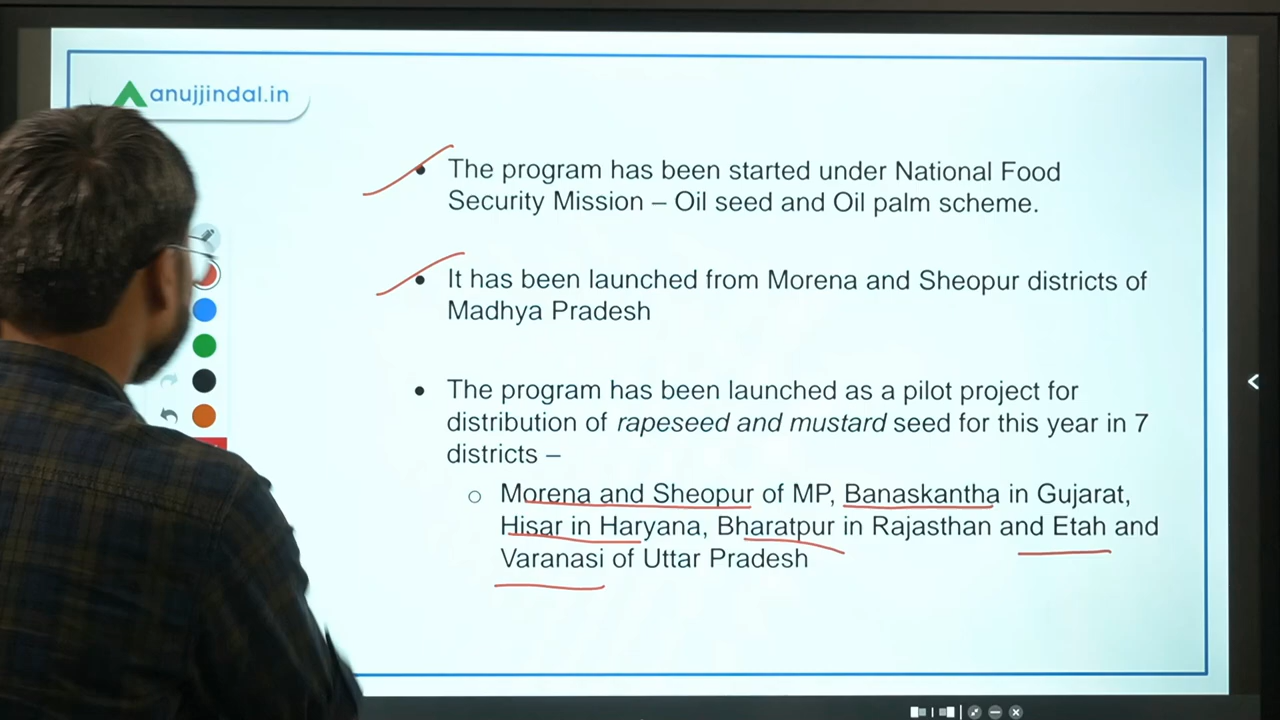 anujjindal.in
• The program has been started under National Food
Security Mission – Oil seed and Oil palm scheme.
• It has been launched from Morena and Sheopur districts of
Madhya Pradesh
• The program has been launched as a pilot project for
distribution of rapeseed and mustard seed for this year in 7
districts –
○ Morena and Sheopur of MP, Banaskantha in Gujarat,
Hisar in Haryana, Bharatpur in Rajasthan and Etah and
Varanasi of Uttar Pradesh